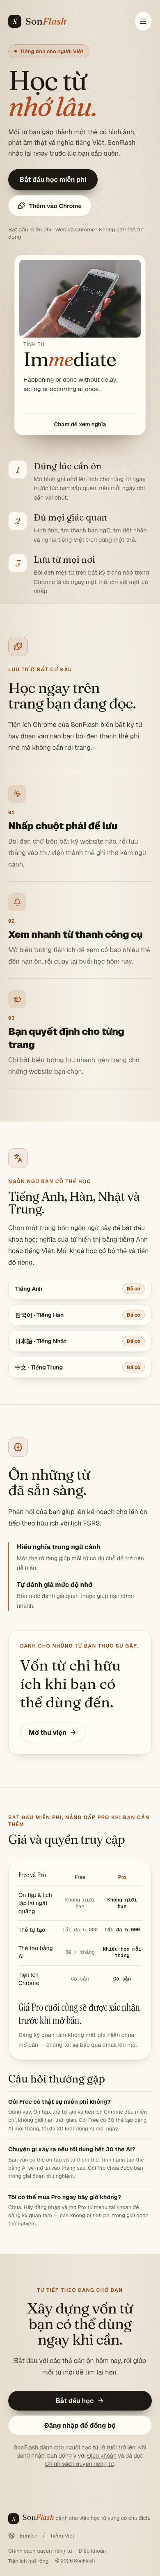 S SonFlash
Tiếng Anh cho người Việt
Học từ
nhớ lâu.
Mỗi từ bạn gặp thành một thẻ có hình ảnh,
phát âm thật và nghĩa tiếng Việt. SonFlash
nhắc lại ngay trước lúc bạn sắp quên.
Bắt đầu học miễn phí
Thêm vào Chrome
Bắt đầu miễn phí · Web và Chrome · Không cần thẻ tín
dụng
TÍNH TỪ
Immediate
Happening or done without delay;
acting or occurring at once.
Chạm để xem nghĩa
1
Đúng lúc cần ôn
Mô hình ghi nhớ lên lịch cho từng từ ngay
trước lúc bạn sắp quên, nên mỗi ngày chỉ
cần vài phút.
2
Đủ mọi giác quan
Hình ảnh, âm thanh bản ngữ, ấm tiết nhấn
và nghĩa tiếng Việt trên cùng một thẻ.
3
Lưu từ mọi nơi
Bôi đen một từ trên bất kỳ trang nào trong
Chrome là có ngay một thẻ, chỉ với một cú
nhấp.
LƯU TỪ Ở BẤT CỨ ĐÂU
Học ngay trên
trang bạn đang đọc.
Tiện ích Chrome của SonFlash biến bất kỳ từ
hay đoạn văn nào bạn bôi đen thành thẻ ghi
nhớ mà không cần rời trang.
01
Nhấp chuột phải để lưu
Bôi đen chữ trên bất kỳ website nào, rồi lưu
thẳng vào thư viện thành thẻ ghi nhớ kèm ngữ
cảnh.
02
Xem nhanh từ thanh công cụ
Mở biểu tượng tiện ích để xem có bao nhiêu thẻ
đến hạn ôn, rồi quay lại buổi học hôm nay.
03
Bạn quyết định cho từng
trang
Chỉ bật biểu tượng lưu nhanh trên trang cho
những website bạn chọn.
NGÔN NGỮ BẠN CÓ THỂ HỌC
Tiếng Anh, Hàn, Nhật và
Trung.
Chọn một trong bốn ngôn ngữ này để bắt đầu
khoá học; nghĩa của từ hiển thị bằng tiếng Anh
hoặc tiếng Việt. Mỗi khoá học có bộ thẻ và tiến
độ riêng.
Tiếng Anh
Đã có
한국어 · Tiếng Hàn
Đã có
日本語 · Tiếng Nhật
Đã có
中文 · Tiếng Trung
Đã có
Ôn những từ
đã sẵn sàng.
Phản hồi của bạn giúp lên kế hoạch cho lần ôn
tiếp theo hữu ích với lịch FSRS.
Hiểu nghĩa trong ngữ cảnh
Một thẻ rõ ràng giúp mỗi từ có đủ chỗ để trở nên
dễ hiểu.
Tự đánh giá mức độ nhớ
Bốn mức đánh giá quen thuộc giúp bạn chọn
nhanh.
DÀNH CHO NHỮNG TỪ BẠN THỰC SỰ GẶP.
Vốn từ chỉ hữu
ích khi bạn có
thể dùng đến.
Mở thư viện
BẮT ĐẦU MIỄN PHÍ, NÂNG CẤP PRO KHI BẠN CẦN
THÊM
Giá và quyền truy cập
Free và Pro
Free
Pro
Ôn tập & lịch
lặp lại ngắt
quãng
Không giới
hạn
Không giới
hạn
Thẻ tự tạo
Tối đa 5.000
Tối đa 5.000
Thẻ tạo bằng
AI
30 / tháng
Nhiều hơn mỗi
tháng
Tiện ích
Chrome
Có sẵn
Có sẵn
Giá Pro cuối cùng sẽ được xác nhận
trước khi mở bán.
Đăng ký quan tâm không mất phí. Hiện chưa
mở bán — chúng tôi sẽ báo qua email khi mở.
Câu hỏi thường gặp
Gói Free có thật sự miễn phí không?
Đúng vậy. Ôn tập, thẻ tự tạo và tiện ích Chrome đều miễn
phí, không giới hạn thời gian. Gói Free có 30 thẻ tạo bằng
AI mỗi tháng, tối đa 20 lượt dùng AI mỗi ngày.
Chuyện gì xảy ra nếu tôi dùng hết 30 thẻ AI?
Bạn vẫn có thể ôn tập và tự thêm thẻ. Tính năng tạo thẻ
bằng AI sẽ mở lại vào tháng sau. Gói Pro chưa được bán
trong giai đoạn thử nghiệm.
Tôi có thể mua Pro ngay bây giờ không?
Chưa. Hãy đăng nhập và mở Pro từ menu tài khoản để
đăng ký quan tâm — bạn không bị tính phí trong giai đoạn
thử nghiệm.
TỪ TIẾP THEO ĐANG CHỜ BẠN
Xây dựng vốn từ
bạn có thể dùng
ngay khi cần.
Bắt đầu với các thẻ cần ôn hôm nay, rồi giúp
mỗi từ mới dễ tìm lại hơn.
Bắt đầu học
Đăng nhập để đồng bộ
SonFlash dành cho người học từ 18 tuổi trở lên. Khi
đăng nhập, bạn đồng ý với Điều khoản và đã đọc
Chính sách quyền riêng tư.
S SonFlash dành cho việc học từ vựng có chủ đích.
English / Tiếng Việt
Chính sách quyền riêng tư Điều khoản
Tiện ích mở rộng © 2026 SonFlash